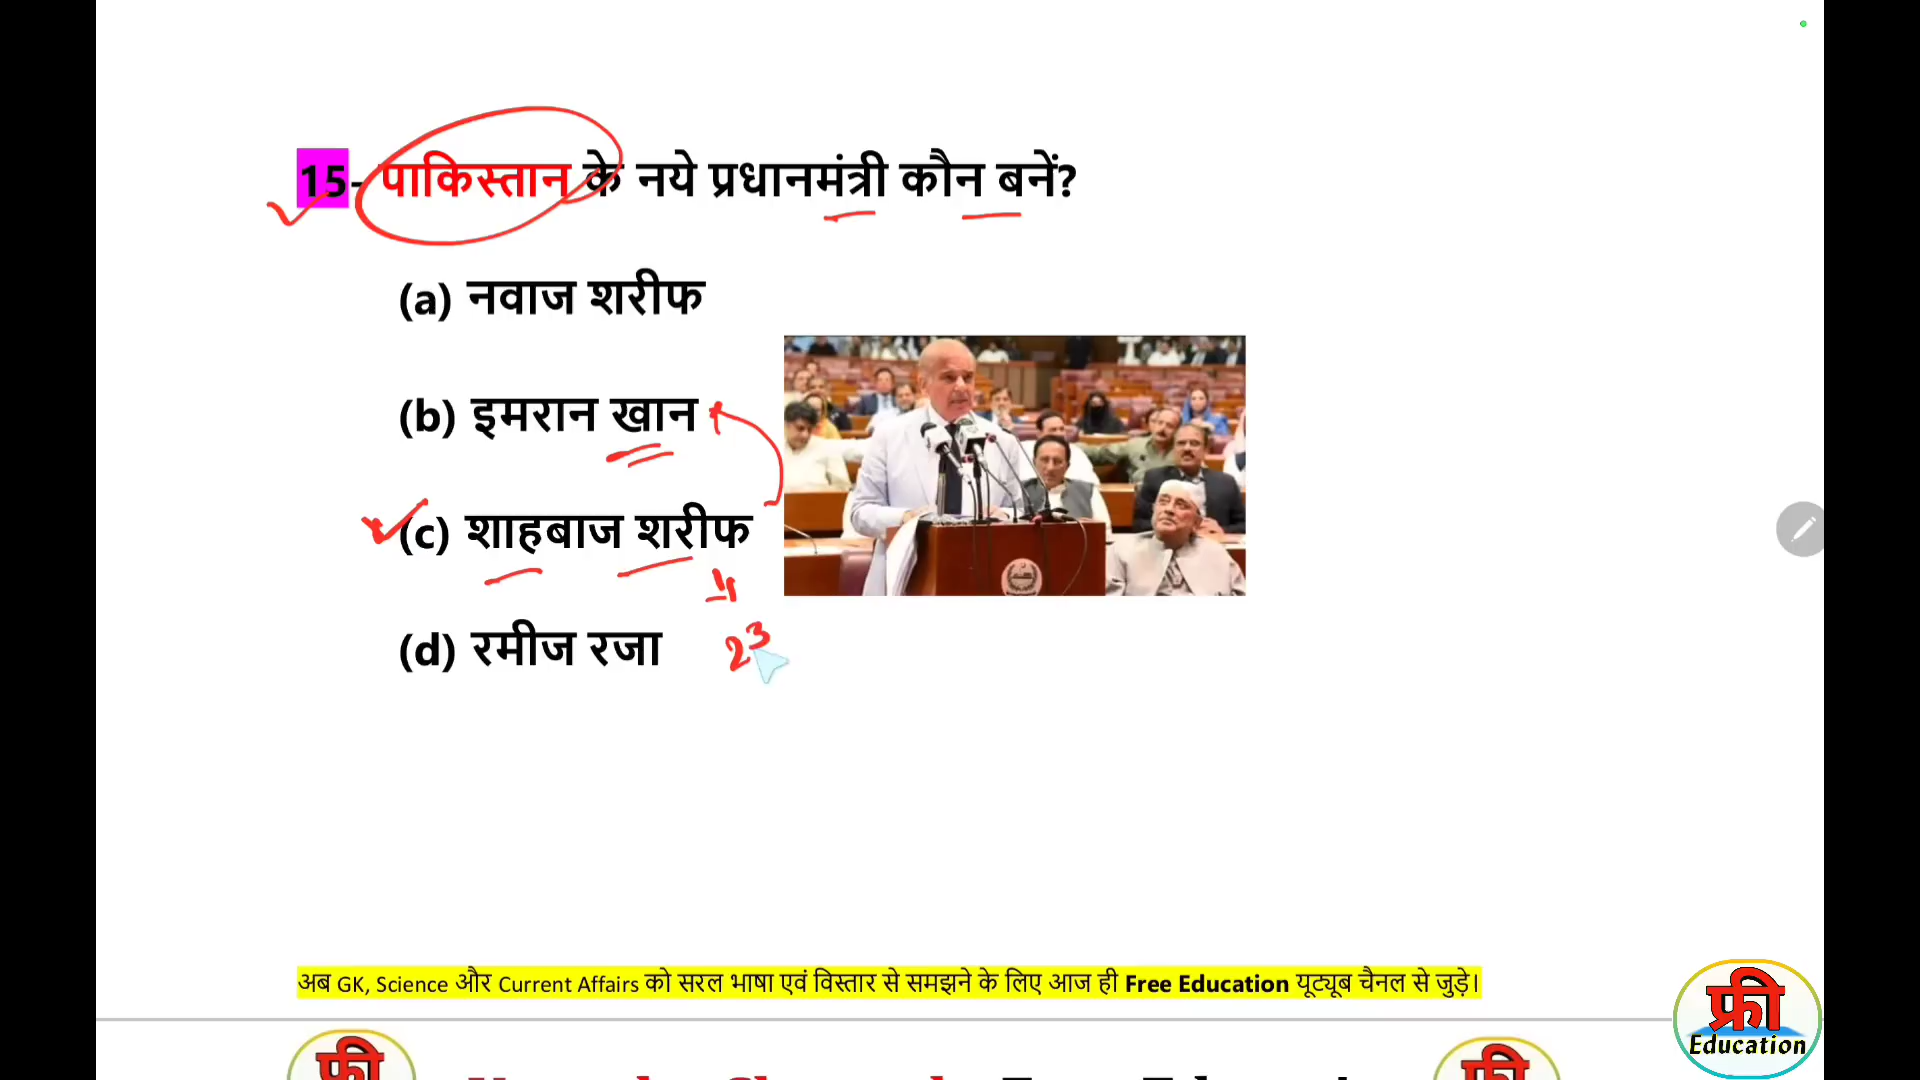 15- पाकिस्तान के नये प्रधानमंत्री कौन बनें?
(a) नवाज शरीफ
(b) इमरान खान
(c) शाहबाज शरीफ
(d) रमीज रजा
23
अब GK, Science और Current Affairs को सरल भाषा एवं विस्तार से समझने के लिए आज ही Free Education यूट्यूब चैनल से जुड़े।
फ्री
Education
फ्री
फ्री